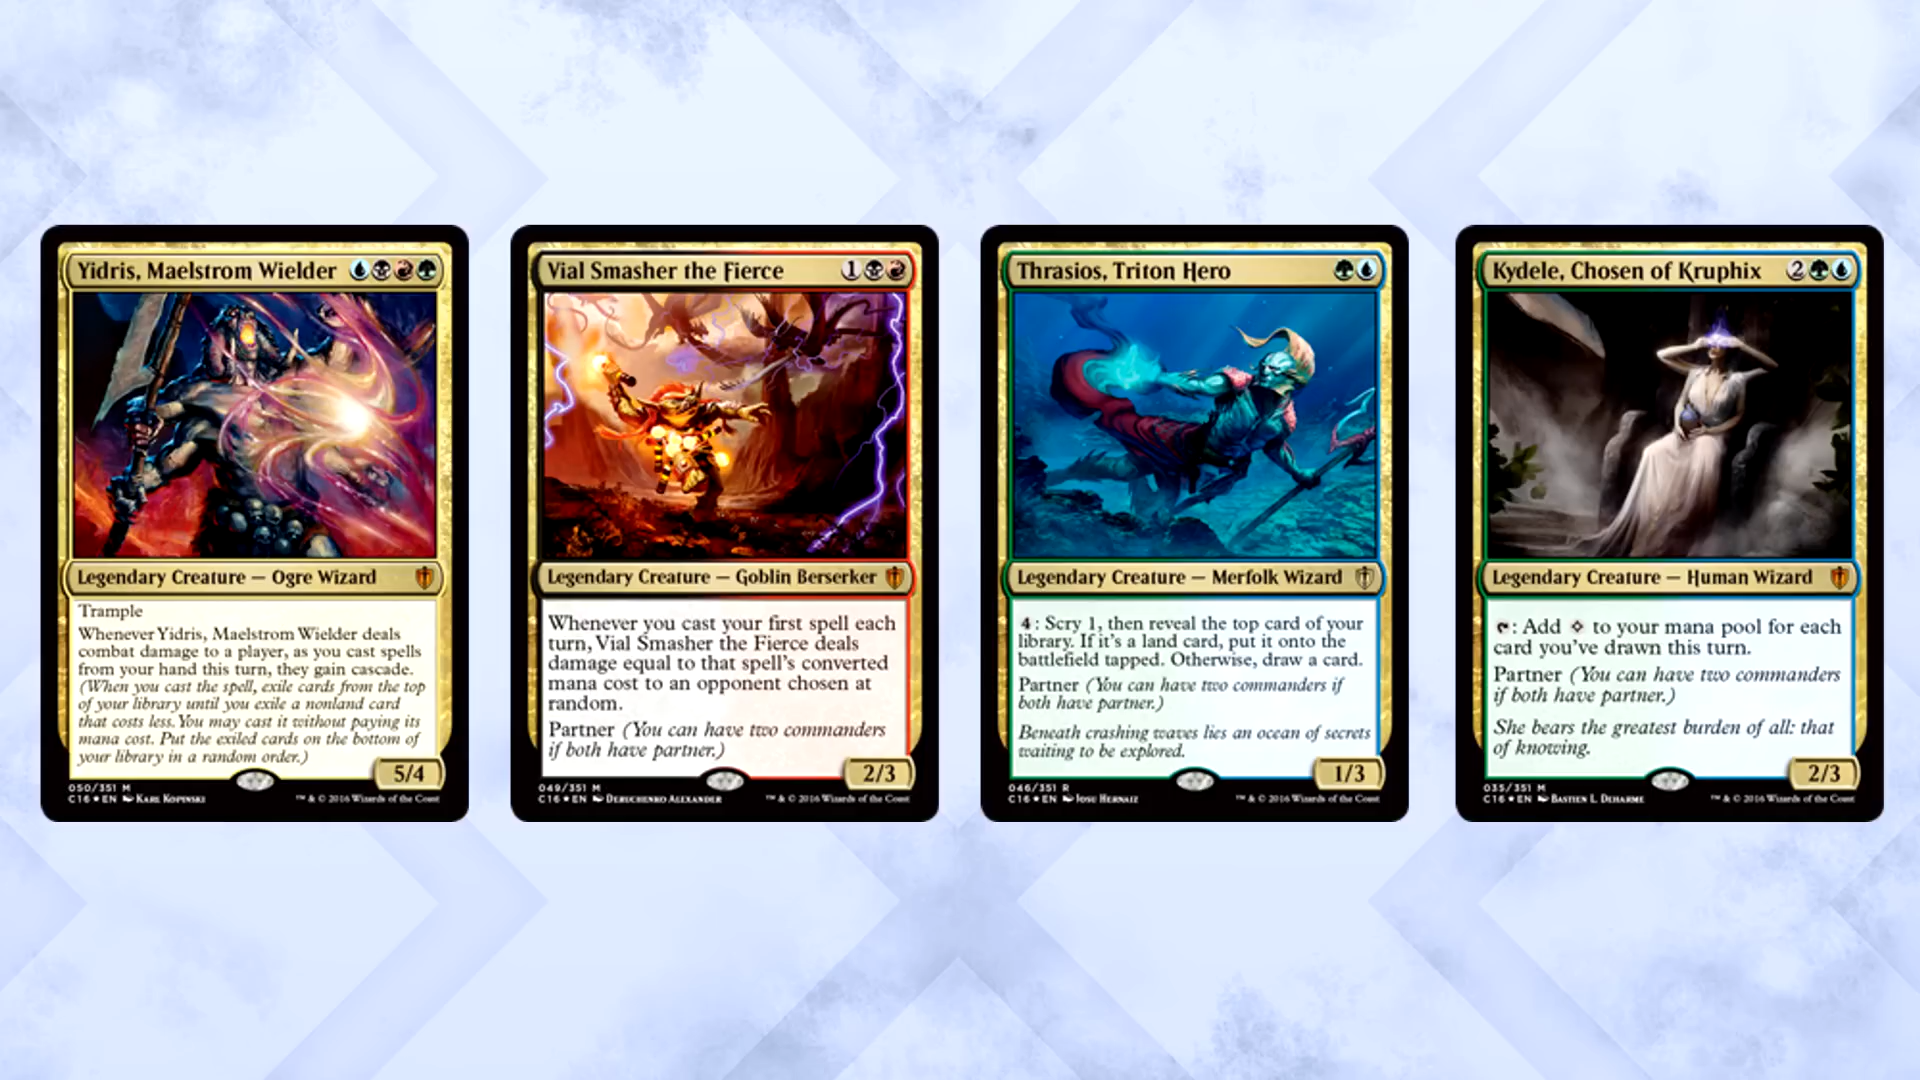 Yidris, Maelstrom Wielder
Legendary Creature — Ogre Wizard
Trample
Whenever Yidris, Maelstrom Wielder deals
combat damage to a player, as you cast spells
from your hand this turn, they gain cascade.
(When you cast the spell, exile cards from the top
of your library until you exile a nonland card
that costs less. You may cast it without paying its
mana cost. Put the exiled cards on the bottom of
your library in a random order.)
5/4
050/351 M
C16 ★ EN Karl Kopinski
™ & © 2016 Wizards of the Coast
Vial Smasher the Fierce
1
Legendary Creature — Goblin Berserker
Whenever you cast your first spell each
turn, Vial Smasher the Fierce deals
damage equal to that spell's converted
mana cost to an opponent chosen at
random.
Partner (You can have two commanders
if both have partner.)
2/3
049/351 M
C16 ★ EN Deruchenko Alexander
™ & © 2016 Wizards of the Coast
Thrasios, Triton Hero
Legendary Creature — Merfolk Wizard
4: Scry 1, then reveal the top card of your
library. If it's a land card, put it onto the
battlefield tapped. Otherwise, draw a card.
Partner (You can have two commanders if
both have partner.)
Beneath crashing waves lies an ocean of secrets
waiting to be explored.
1/3
046/351 R
C16 ★ EN Josu Hernaiz
™ & © 2016 Wizards of the Coast
Kydele, Chosen of Kruphix
2
Legendary Creature — Human Wizard
: Add to your mana pool for each
card you've drawn this turn.
Partner (You can have two commanders
if both have partner.)
She bears the greatest burden of all: that
of knowing.
2/3
035/351 M
C16 ★ EN Bastien L. Deharme
™ & © 2016 Wizards of the Coast